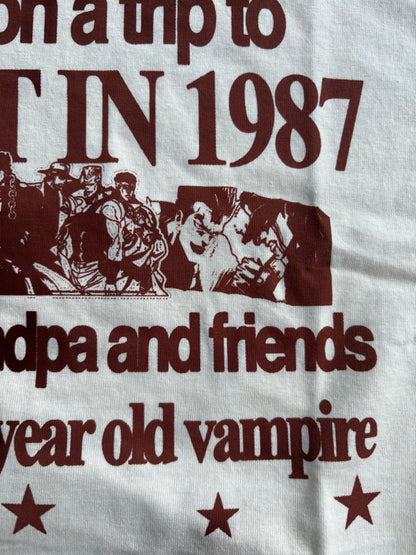 on a trip to
T IN 1987
dpa and friends
year old vampire